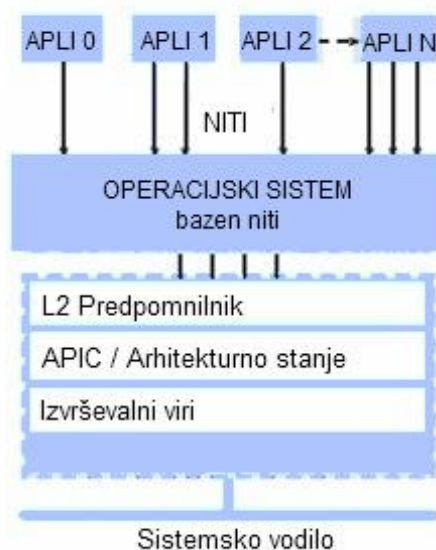 APLI 0 APLI 1 APLI 2 APLI N
NITI
OPERACIJSKI SISTEM
bazen niti
L2 Predpomnilnik
APIC / Arhitekturno stanje
Izvrševalni viri
Sistemsko vodilo